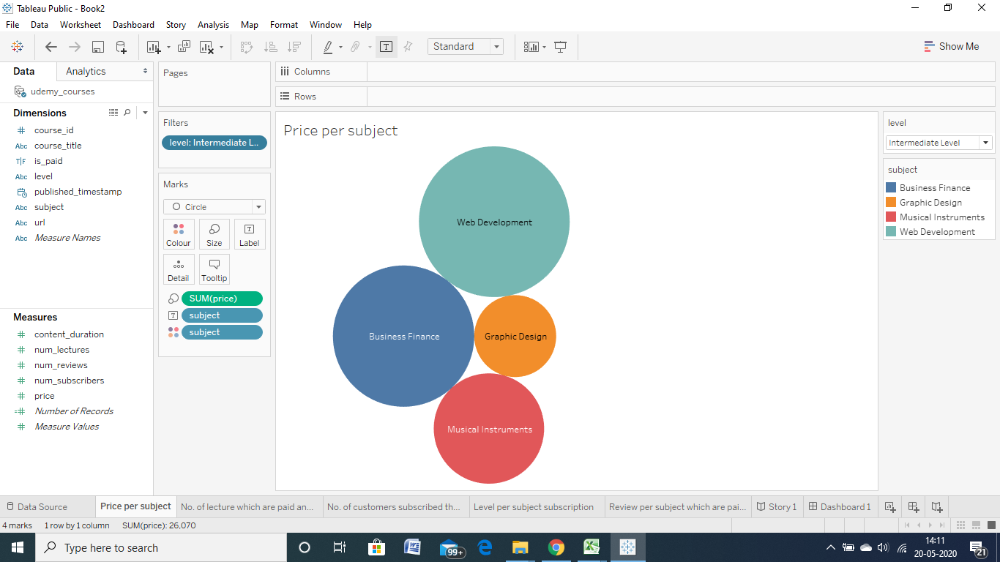 Tableau Public - Book2
File Data Worksheet Dashboard Story Analysis Map Format Window Help
Standard
Show Me
Data
Analytics
udemy_courses
Dimensions
# course_id
Abc course_title
T|F is_paid
Abc level
published_timestamp
Abc subject
Abc url
Abc Measure Names
Measures
# content_duration
# num_lectures
# num_reviews
# num_subscribers
# price
=# Number of Records
# Measure Values
Pages
Filters
level: Intermediate L..
Marks
Circle
Colour Size Label
Detail Tooltip
SUM(price)
subject
subject
Columns
Rows
Price per subject
Web Development
Business Finance
Graphic Design
Musical Instruments
level
Intermediate Level
subject
Business Finance
Graphic Design
Musical Instruments
Web Development
Data Source Price per subject No. of lecture which are paid an... No. of customers subscribed th... Level per subject subscription Review per subject which are pai... Story 1 Dashboard 1
4 marks 1 row by 1 column SUM(price): 26,070
Type here to search
99+
14:11
20-05-2020
21